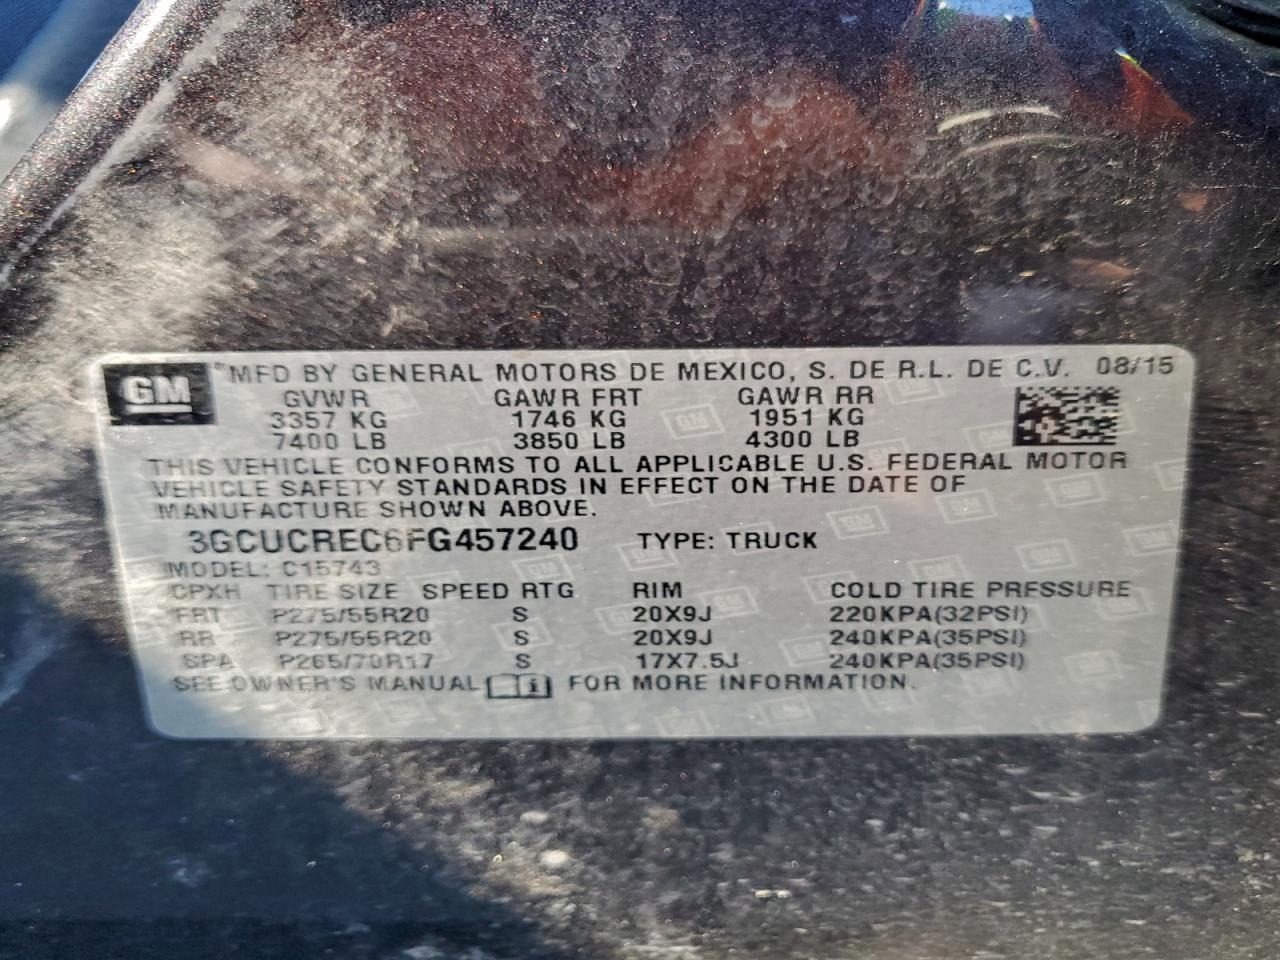 GM ®MFD BY GENERAL MOTORS DE MEXICO, S. DE R.L. DE C.V. 08/15
GVWR GAWR FRT GAWR RR
3357 KG 1746 KG 1951 KG
7400 LB 3850 LB 4300 LB
THIS VEHICLE CONFORMS TO ALL APPLICABLE U.S. FEDERAL MOTOR
VEHICLE SAFETY STANDARDS IN EFFECT ON THE DATE OF
MANUFACTURE SHOWN ABOVE.
3GCUCREC6FG457240 TYPE: TRUCK
MODEL: C15743
CPXH TIRE SIZE SPEED RTG RIM COLD TIRE PRESSURE
FRT P275/55R20 S 20X9J 220KPA(32PSI)
RR P275/55R20 S 20X9J 240KPA(35PSI)
SPA P265/70R17 S 17X7.5J 240KPA(35PSI)
SEE OWNER'S MANUAL FOR MORE INFORMATION.